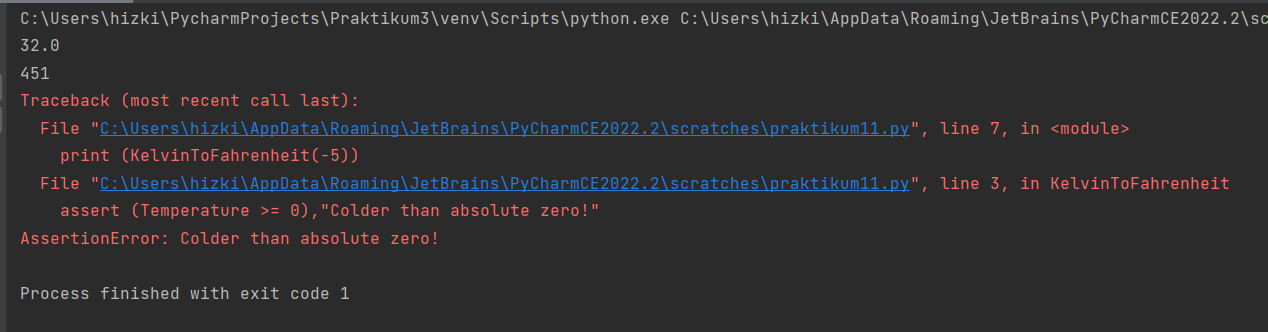 C:\Users\hizki\PycharmProjects\Praktikum3\venv\Scripts\python.exe C:\Users\hizki\AppData\Roaming\JetBrains\PyCharmCE2022.2\sc
32.0
451
Traceback (most recent call last):
  File "C:\Users\hizki\AppData\Roaming\JetBrains\PyCharmCE2022.2\scratches\praktikum11.py", line 7, in <module>
    print (KelvinToFahrenheit(-5))
  File "C:\Users\hizki\AppData\Roaming\JetBrains\PyCharmCE2022.2\scratches\praktikum11.py", line 3, in KelvinToFahrenheit
    assert (Temperature >= 0),"Colder than absolute zero!"
AssertionError: Colder than absolute zero!
Process finished with exit code 1